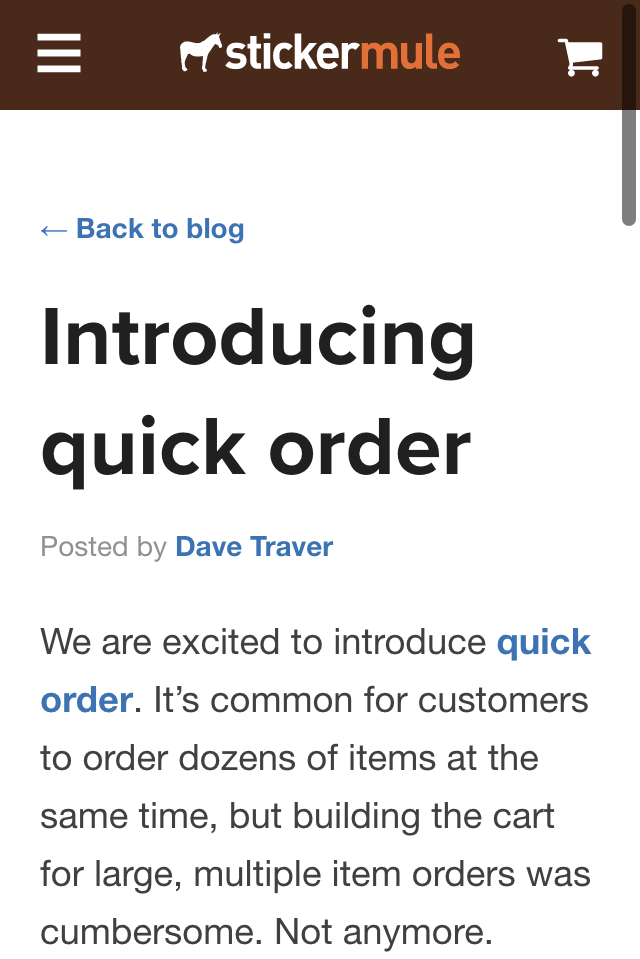 stickermule
← Back to blog
Introducing
quick order
Posted by Dave Traver
We are excited to introduce quick
order. It’s common for customers
to order dozens of items at the
same time, but building the cart
for large, multiple item orders was
cumbersome. Not anymore.